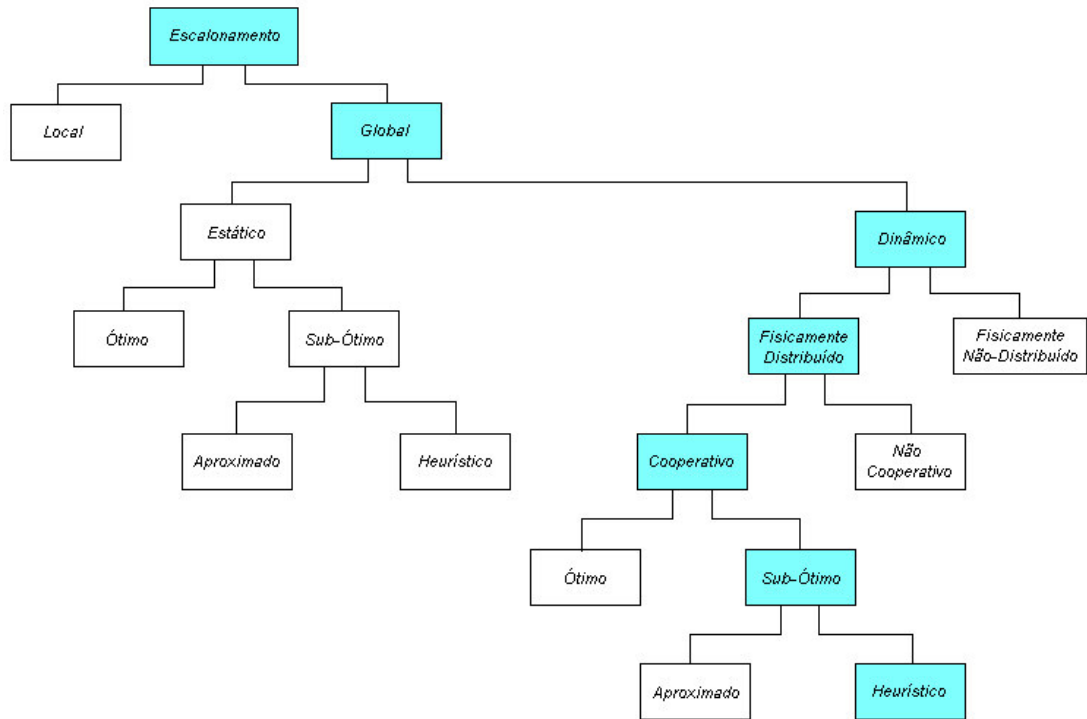 Escalonamento
Local
Global
Estático
Dinâmico
Ótimo
Sub-Ótimo
Fisicamente
Distribuído
Fisicamente
Não-Distribuído
Aproximado
Heurístico
Cooperativo
Não
Cooperativo
Ótimo
Sub-Ótimo
Aproximado
Heurístico